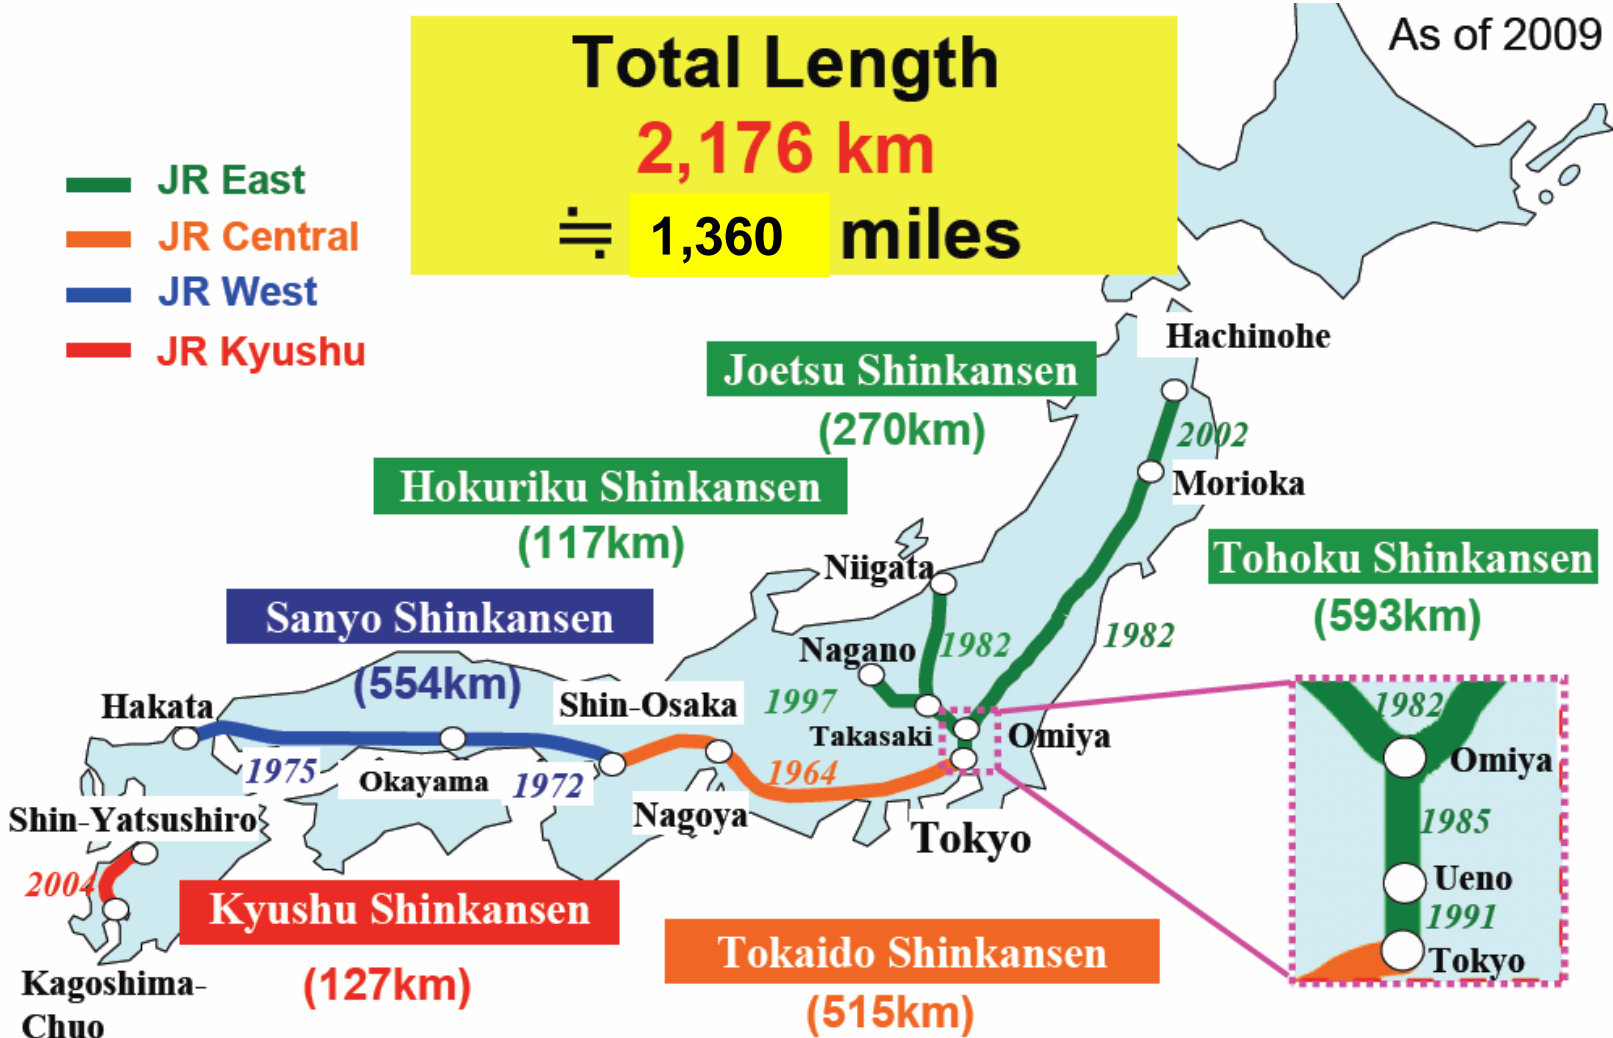 As of 2009
Total Length
2,176 km
≒ 1,360 miles
JR East
JR Central
JR West
JR Kyushu
Hachinohe
Joetsu Shinkansen
(270km)
2002
Morioka
Hokuriku Shinkansen
(117km)
Tohoku Shinkansen
(593km)
Niigata
Sanyo Shinkansen
(554km)
1982
1982
Nagano
1997
Hakata
Shin-Osaka
Takasaki
Omiya
1975
Okayama
1972
1964
Nagoya
Tokyo
Shin-Yatsushiro
2004
Kyushu Shinkansen
(127km)
Kagoshima-
Chuo
Tokaido Shinkansen
(515km)
1982
Omiya
1985
Ueno
1991
Tokyo